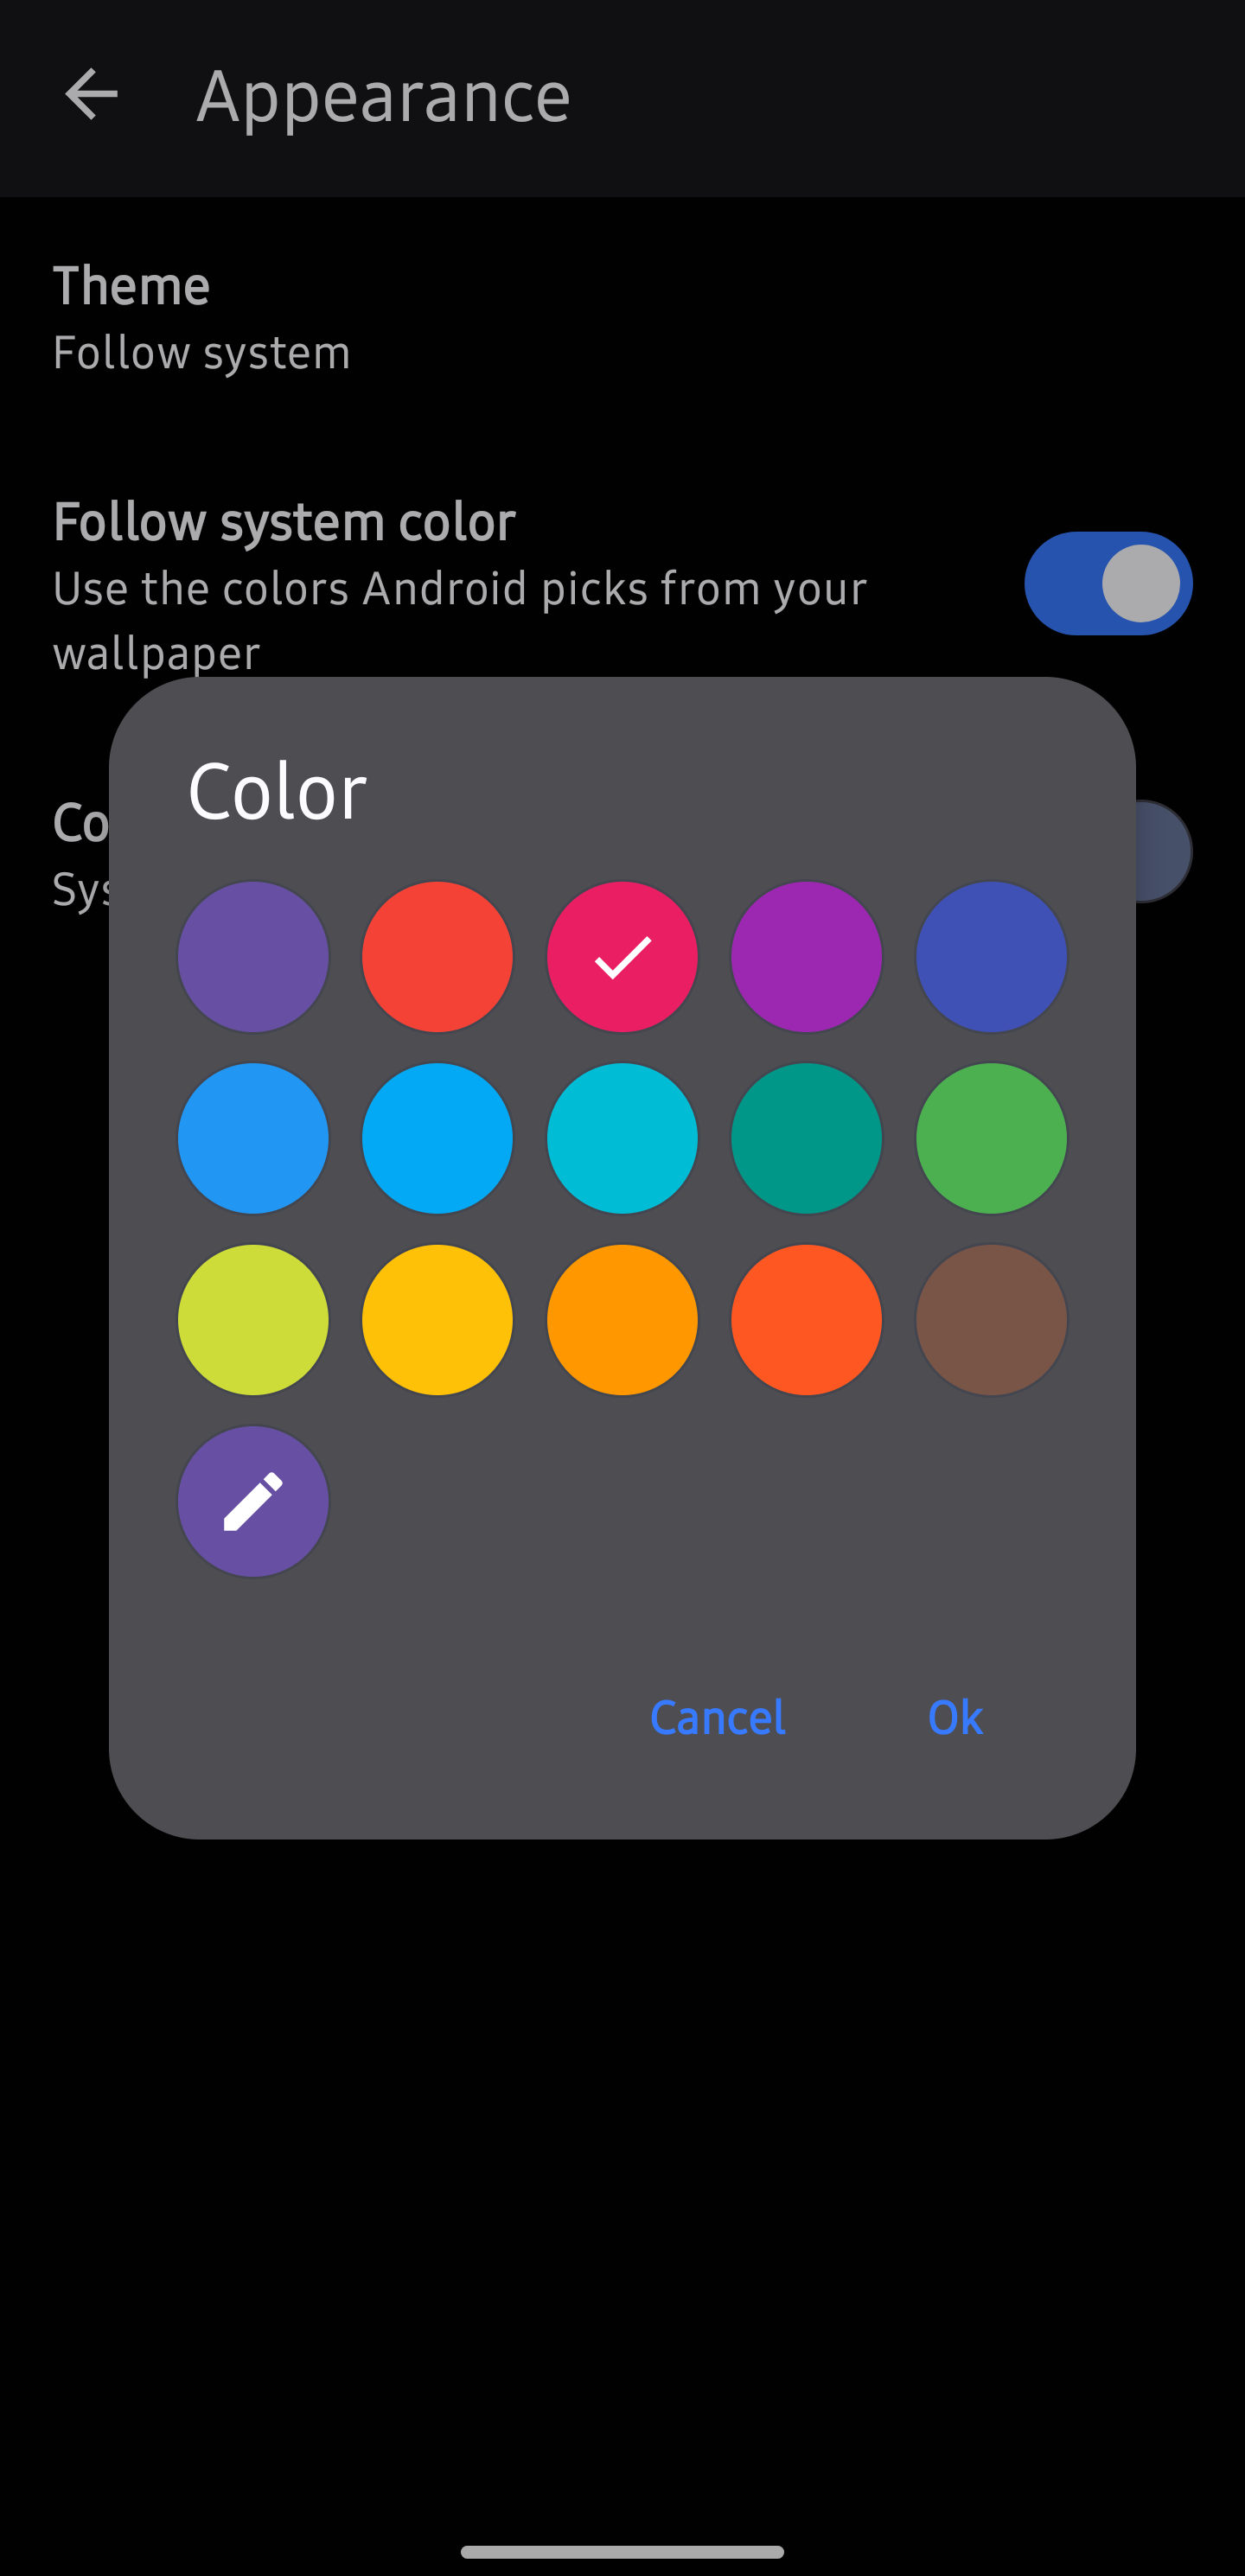 Appearance
Theme
Follow system
Follow system color
Use the colors Android picks from your
wallpaper
Color
Cancel
Ok